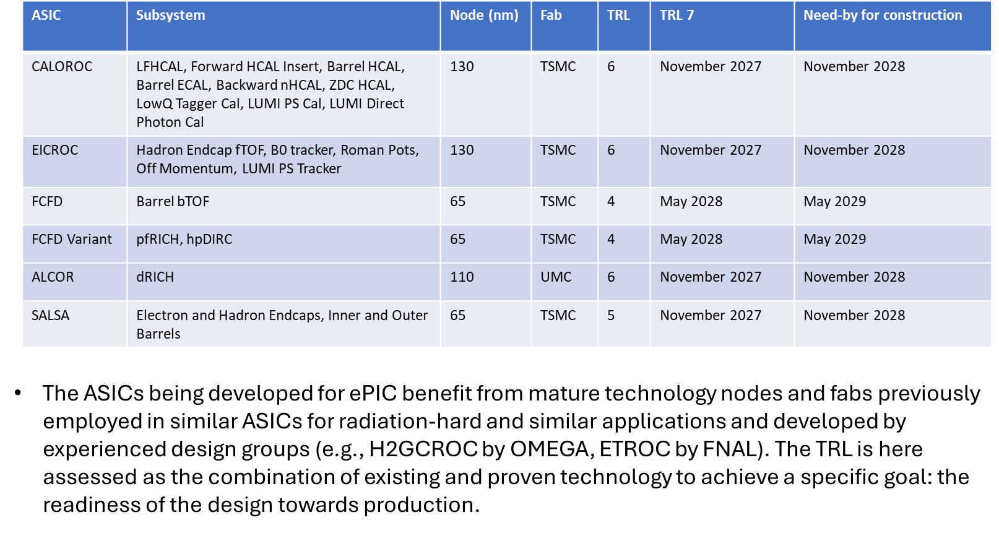 ASIC Subsystem Node (nm) Fab TRL TRL 7 Need-by for construction
CALOROC LFHCAL, Forward HCAL Insert, Barrel HCAL, 130 TSMC 6 November 2027 November 2028
Barrel ECAL, Backward nHCAL, ZDC HCAL,
LowQ Tagger Cal, LUMI PS Cal, LUMI Direct
Photon Cal
EICROC Hadron Endcap fTOF, B0 tracker, Roman Pots, 130 TSMC 6 November 2027 November 2028
Off Momentum, LUMI PS Tracker
FCFD Barrel bTOF 65 TSMC 4 May 2028 May 2029
FCFD Variant pfRICH, hpDIRC 65 TSMC 4 May 2028 May 2029
ALCOR dRICH 110 UMC 6 November 2027 November 2028
SALSA Electron and Hadron Endcaps, Inner and Outer 65 TSMC 5 November 2027 November 2028
Barrels
• The ASICs being developed for ePIC benefit from mature technology nodes and fabs previously
employed in similar ASICs for radiation-hard and similar applications and developed by
experienced design groups (e.g., H2GCROC by OMEGA, ETROC by FNAL). The TRL is here
assessed as the combination of existing and proven technology to achieve a specific goal: the
readiness of the design towards production.